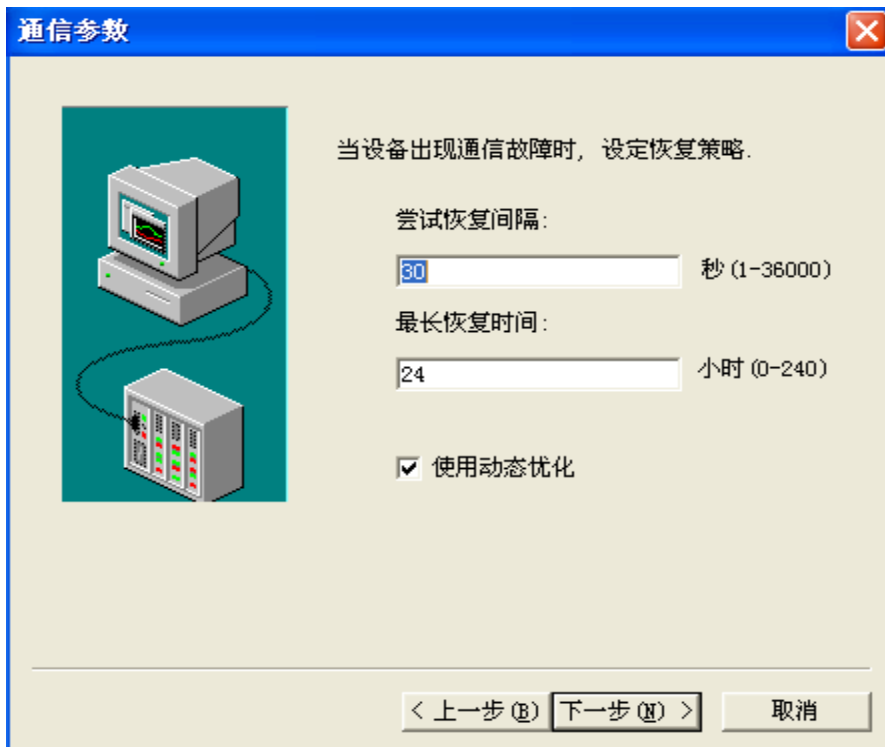 通信参数
当设备出现通信故障时，设定恢复策略.
尝试恢复间隔:
30 秒(1-36000)
最长恢复时间:
24 小时(0-240)
使用动态优化
< 上一步(B) 下一步(N) > 取消